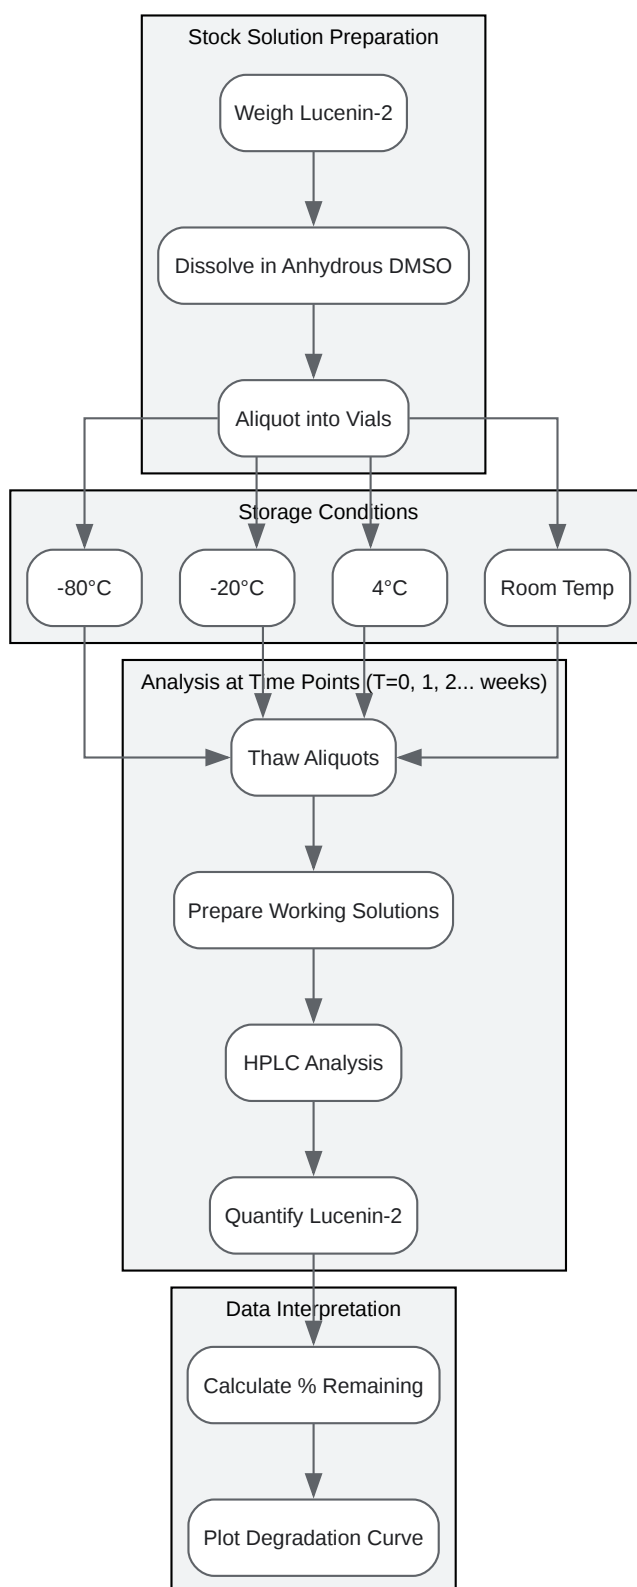 Stock Solution Preparation
Weigh Lucenin-2
Dissolve in Anhydrous DMSO
Aliquot into Vials
Storage Conditions
-80°C
-20°C
4°C
Room Temp
Analysis at Time Points (T=0, 1, 2... weeks)
Thaw Aliquots
Prepare Working Solutions
HPLC Analysis
Quantify Lucenin-2
Data Interpretation
Calculate % Remaining
Plot Degradation Curve